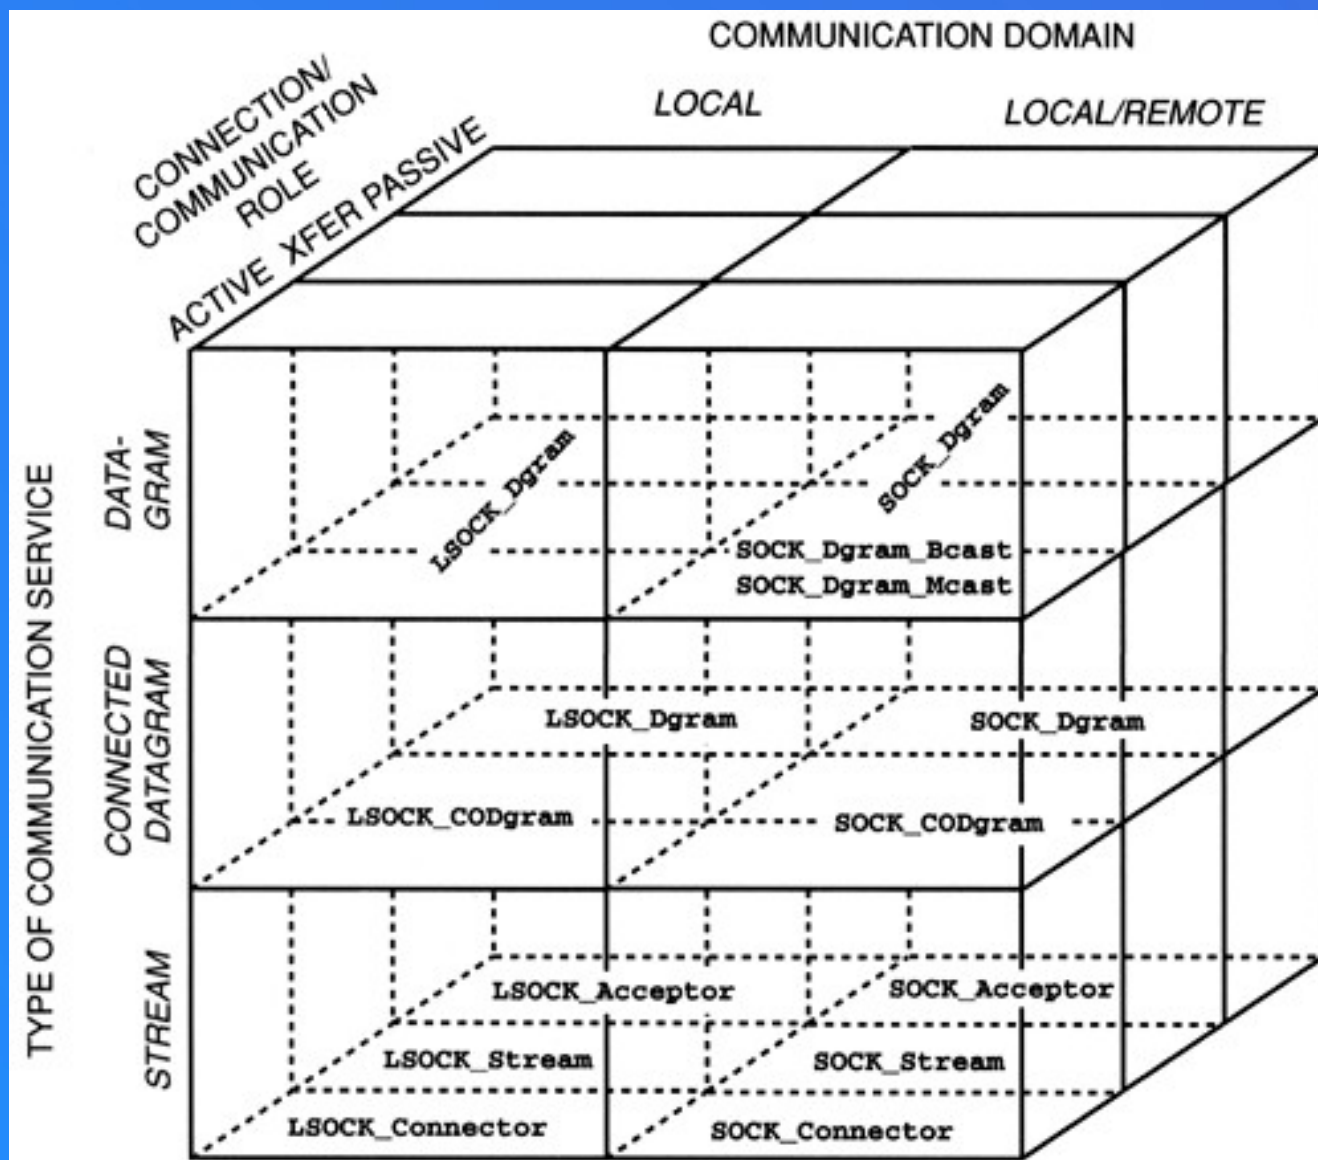 COMMUNICATION DOMAIN
LOCAL
LOCAL/REMOTE
CONNECTION/
COMMUNICATION
ROLE
ACTIVE XFER PASSIVE
TYPE OF COMMUNICATION SERVICE
DATA-
GRAM
LSOCK_Dgram
SOCK_Dgram
SOCK_Dgram_Bcast
SOCK_Dgram_Mcast
CONNECTED
DATAGRAM
LSOCK_Dgram
SOCK_Dgram
LSOCK_CODgram
SOCK_CODgram
STREAM
LSOCK_Acceptor
SOCK_Acceptor
LSOCK_Stream
SOCK_Stream
LSOCK_Connector
SOCK_Connector